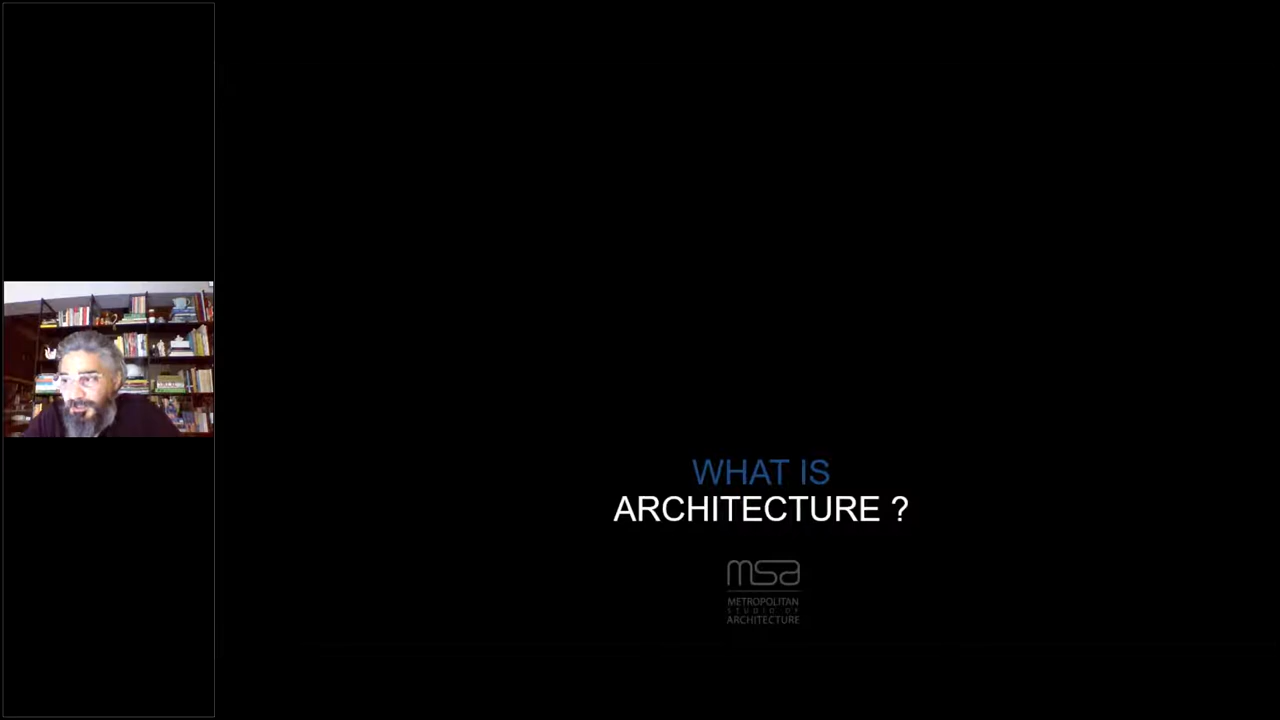 WHAT IS
ARCHITECTURE ?
msa
METROPOLITAN
STUDIO OF
ARCHITECTURE